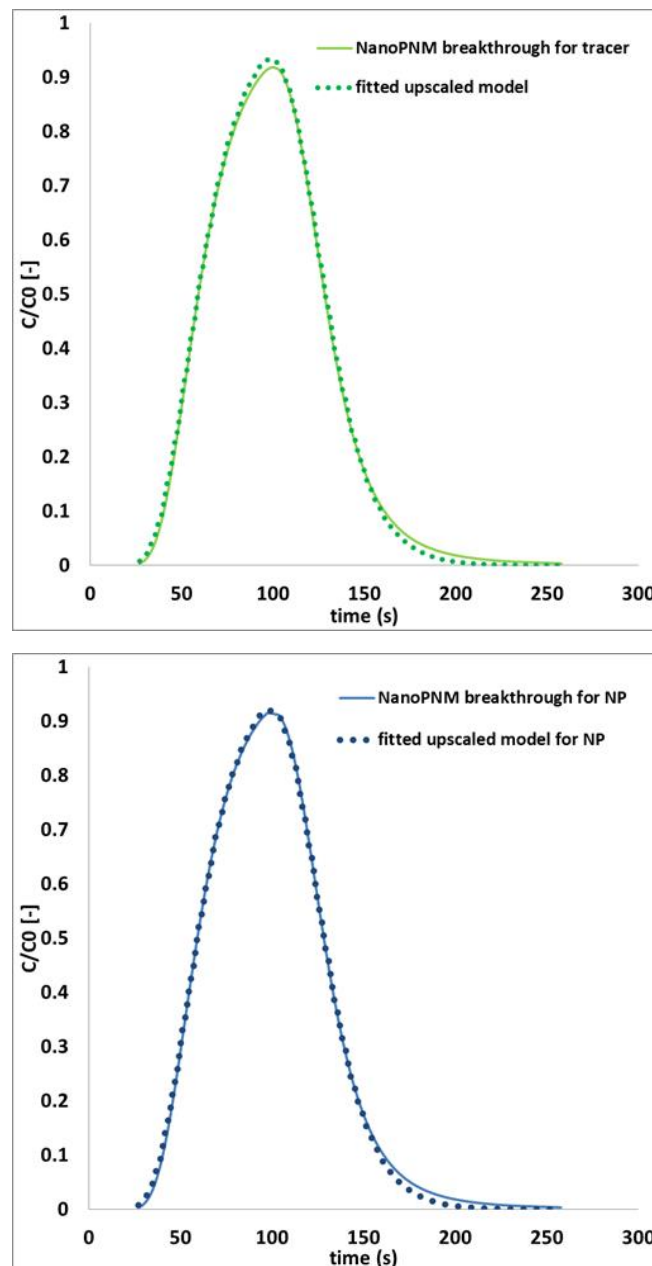 1
NanoPNM breakthrough for tracer
0.9
fitted upscaled model
0.8
0.7
0.6
0.5
0.4
0.3
0.2
0.1
0
C/C0 [-]
0 50 100 150 200 250 300
time (s)
1
NanoPNM breakthrough for NP
0.9
fitted upscaled model for NP
0.8
0.7
0.6
0.5
0.4
0.3
0.2
0.1
0
C/C0 [-]
0 50 100 150 200 250 300
time (s)